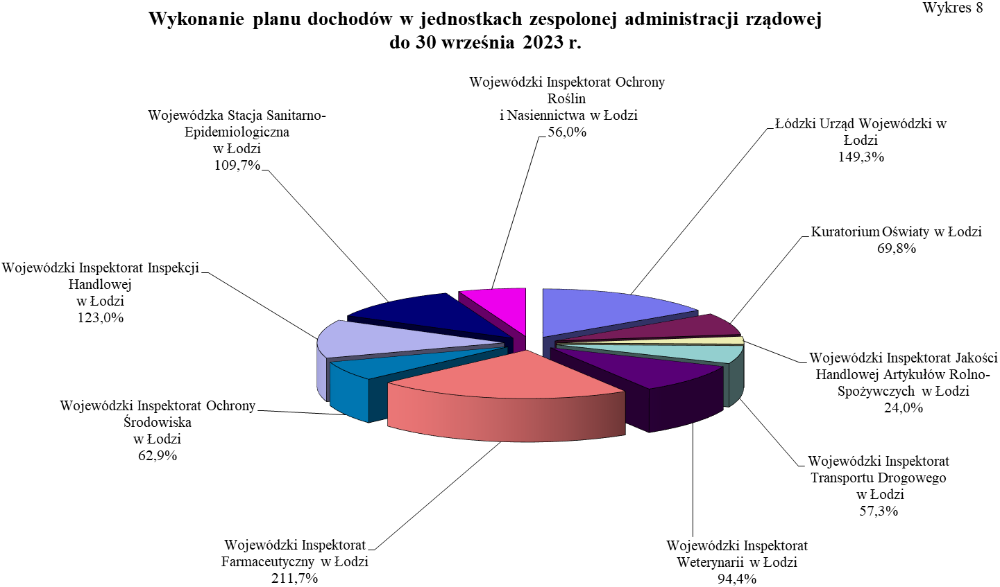 Wykres 8
Wykonanie planu dochodów w jednostkach zespolonej administracji rządowej
do 30 września 2023 r.
Wojewódzki Inspektorat Ochrony
Roślin
i Nasiennictwa w Łodzi
56,0%
Łódzki Urząd Wojewódzki w
Łodzi
149,3%
Kuratorium Oświaty w Łodzi
69,8%
Wojewódzki Inspektorat Jakości
Handlowej Artykułów Rolno-
Spożywczych w Łodzi
24,0%
Wojewódzki Inspektorat
Transportu Drogowego
w Łodzi
57,3%
Wojewódzki Inspektorat
Weterynarii w Łodzi
94,4%
Wojewódzki Inspektorat
Farmaceutyczny w Łodzi
211,7%
Wojewódzki Inspektorat Ochrony
Środowiska
w Łodzi
62,9%
Wojewódzki Inspektorat Inspekcji
Handlowej
w Łodzi
123,0%
Wojewódzka Stacja Sanitarno-
Epidemiologiczna
w Łodzi
109,7%